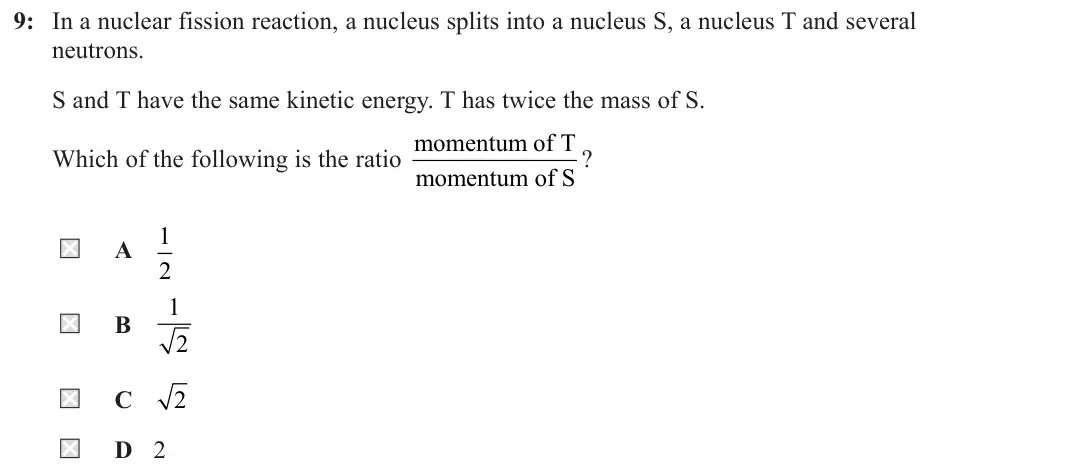 9: In a nuclear fission reaction, a nucleus splits into a nucleus S, a nucleus T and several
neutrons.
S and T have the same kinetic energy. T has twice the mass of S.
Which of the following is the ratio momentum of T / momentum of S ?
A 1/2
B 1/√2
C √2
D 2